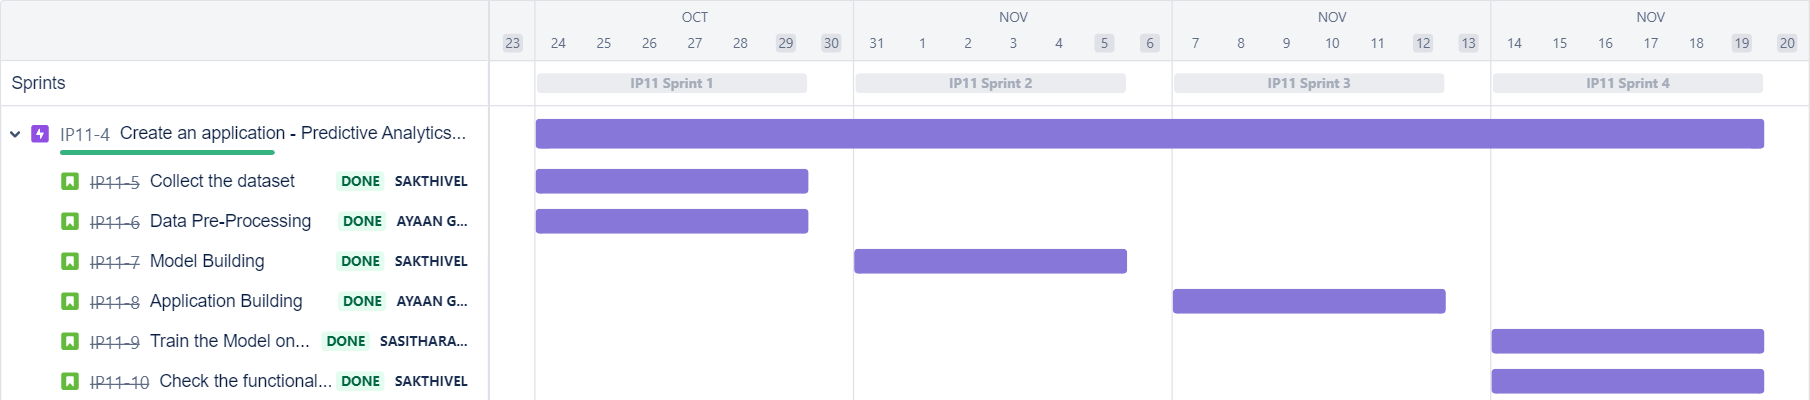 OCT NOV NOV NOV
23 24 25 26 27 28 29 30 31 1 2 3 4 5 6 7 8 9 10 11 12 13 14 15 16 17 18 19 20
Sprints IP11 Sprint 1 IP11 Sprint 2 IP11 Sprint 3 IP11 Sprint 4
IP11-4 Create an application - Predictive Analytics...
IP11-5 Collect the dataset DONE SAKTHIVEL
IP11-6 Data Pre-Processing DONE AYAAN G...
IP11-7 Model Building DONE SAKTHIVEL
IP11-8 Application Building DONE AYAAN G...
IP11-9 Train the Model on... DONE SASITHARA...
IP11-10 Check the functional... DONE SAKTHIVEL